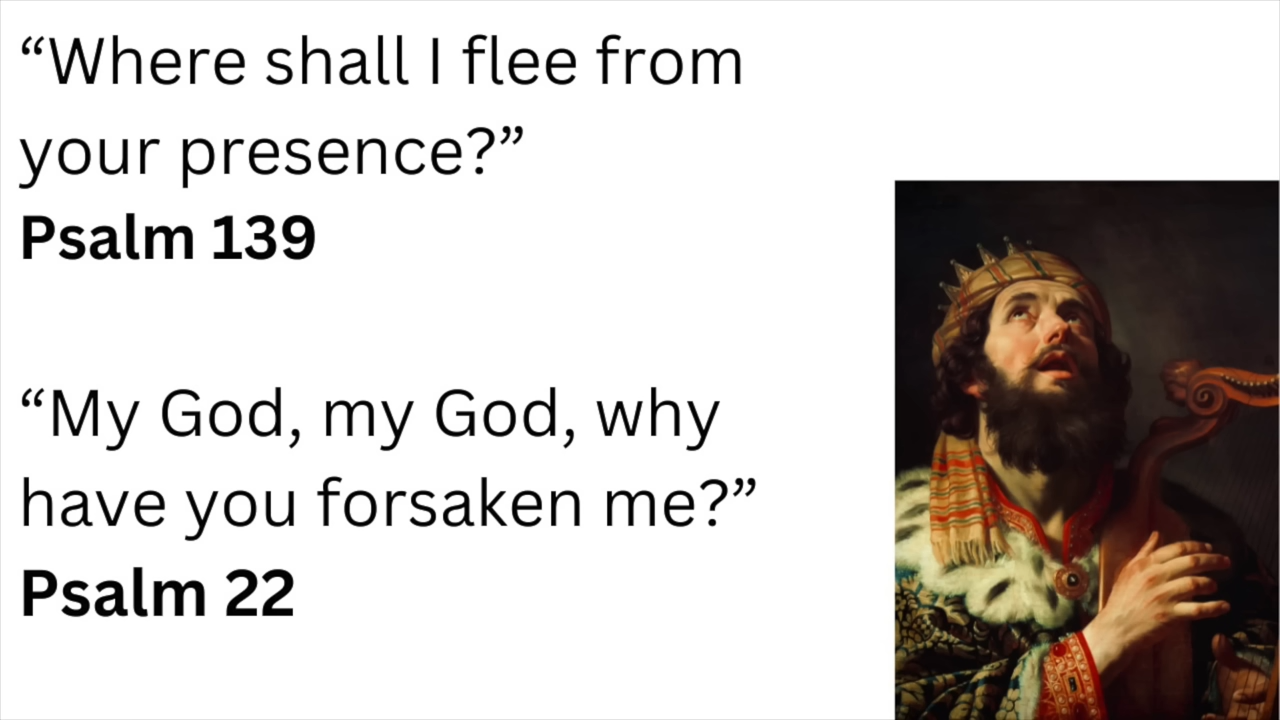 “Where shall I flee from
your presence?”
Psalm 139
“My God, my God, why
have you forsaken me?”
Psalm 22